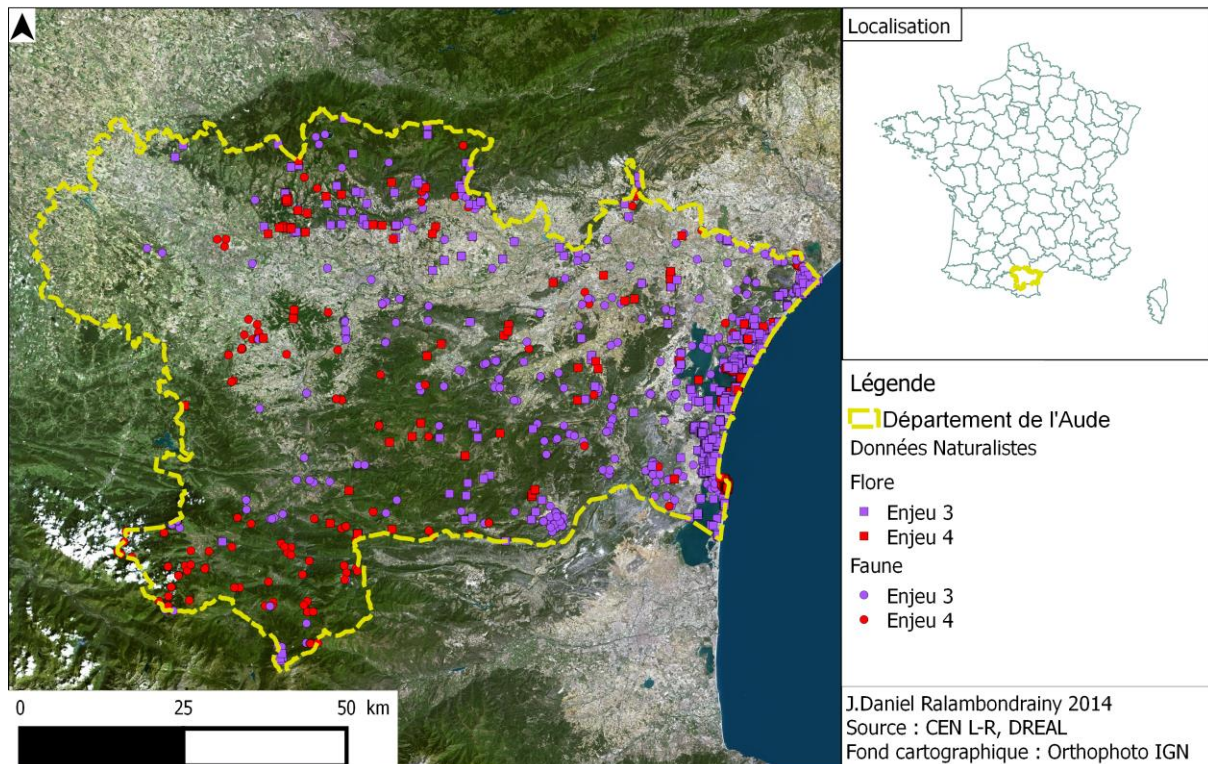 Localisation
Légende
Département de l'Aude
Données Naturalistes
Flore
Enjeu 3
Enjeu 4
Faune
Enjeu 3
Enjeu 4
J.Daniel Ralambondrainy 2014
Source : CEN L-R, DREAL
Fond cartographique : Orthophoto IGN
0 25 50 km